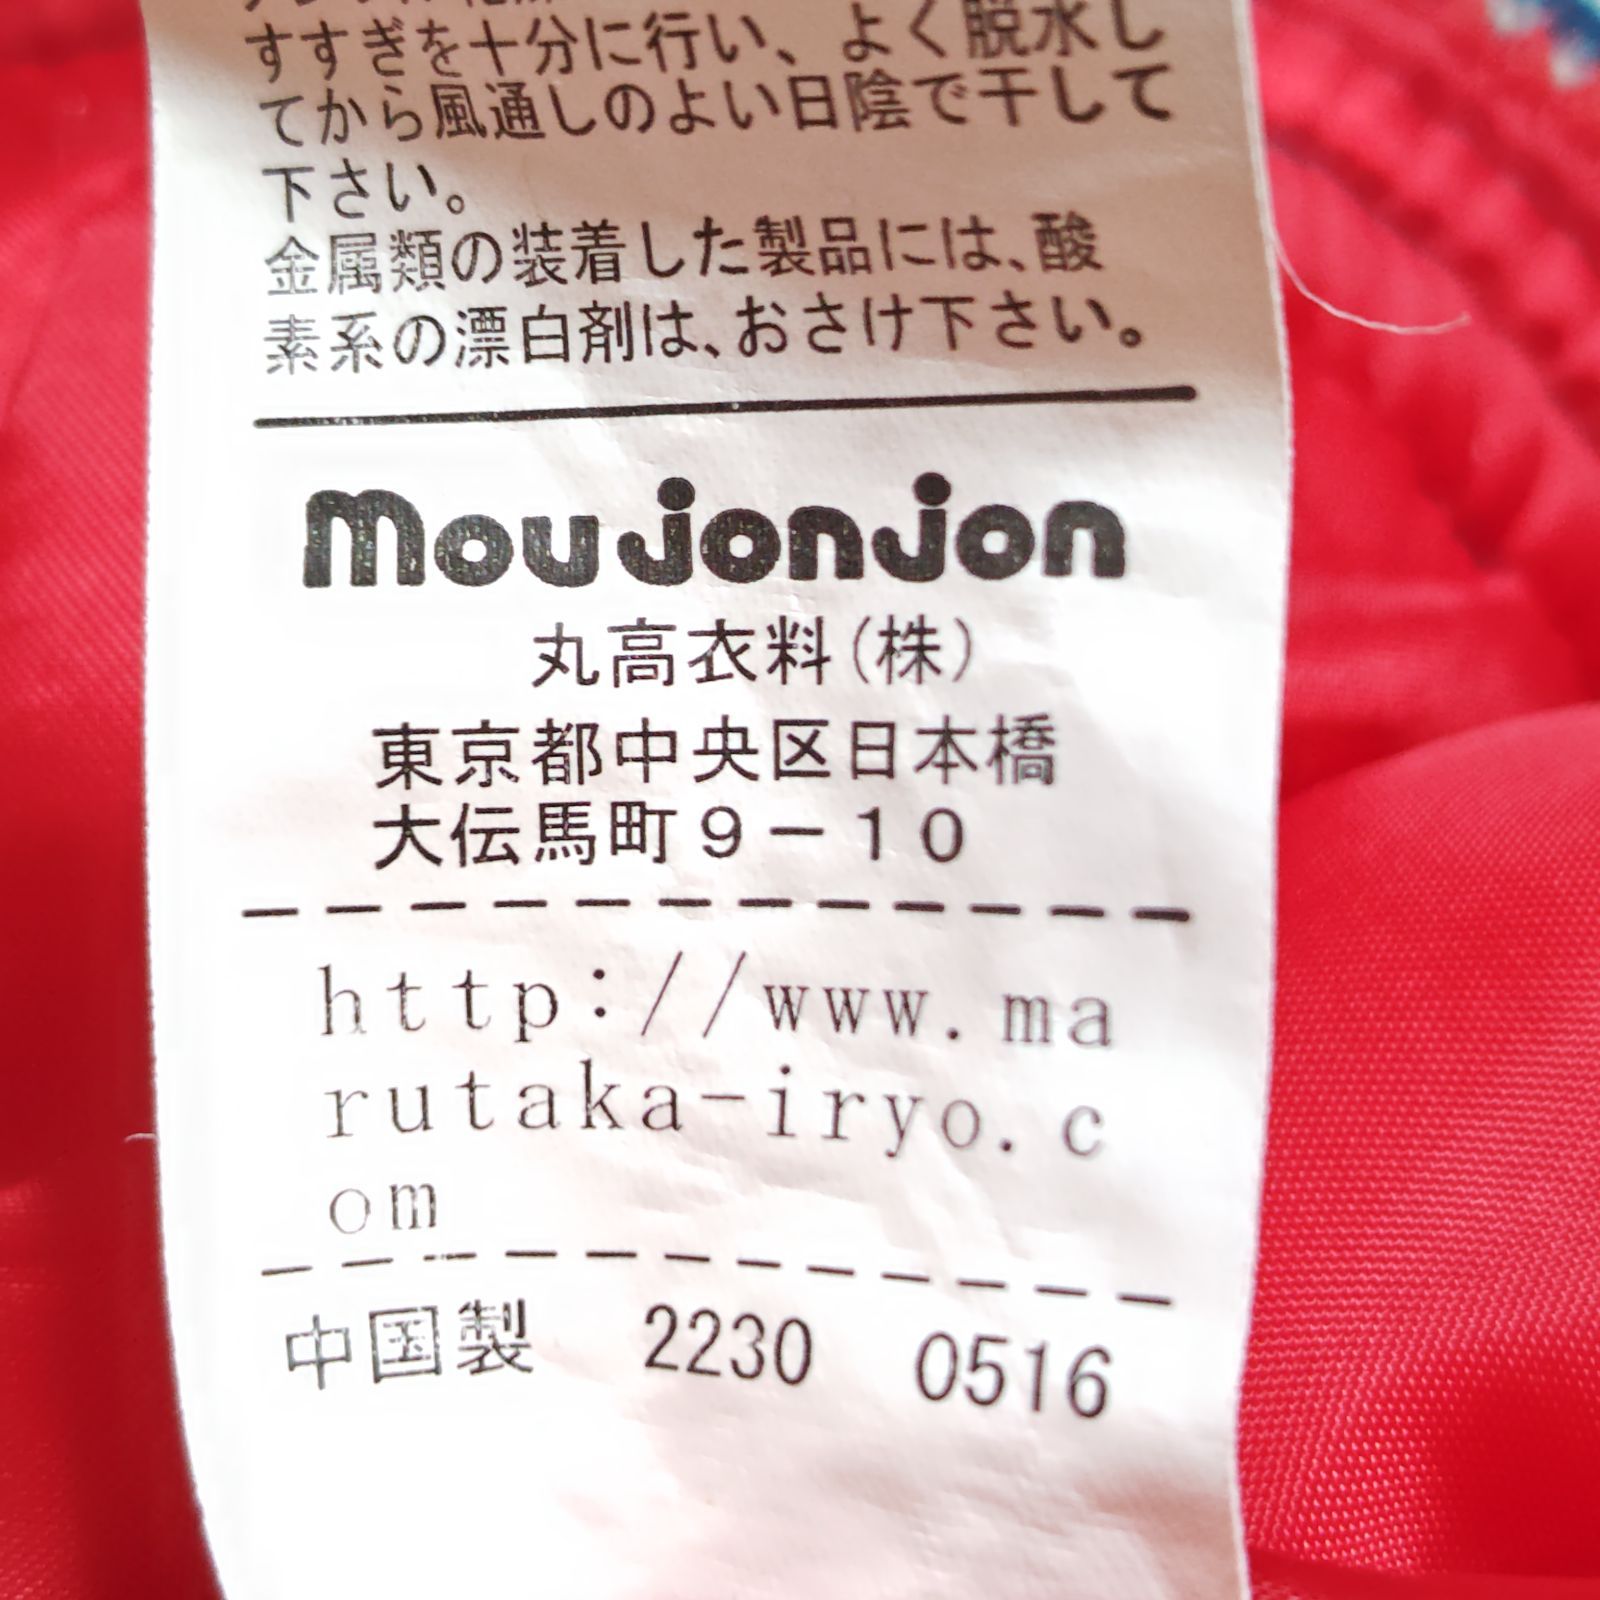 すすぎを十分に行い、よく脱水し
てから風通しのよい日陰で干して
下さい。
金属類の装着した製品には、酸
素系の漂白剤は、おさけ下さい。
moujonjon
丸高衣料(株)
東京都中央区日本橋
大伝馬町9-10
http://www.ma
rutaka-iryo.c
om
中国製 2230 0516